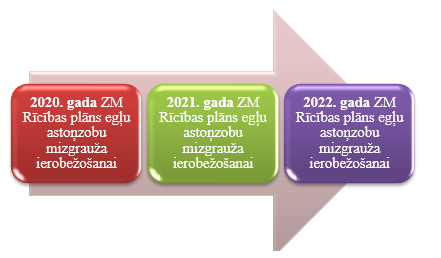 2020. gada ZM
Rīcības plāns egļu
astoņzobu
mizgrauža
ierobežošanai
2021. gada ZM
Rīcības plāns egļu
astoņzobu
mizgrauža
ierobežošanai
2022. gada ZM
Rīcības plāns egļu
astoņzobu
mizgrauža
ierobežošanai